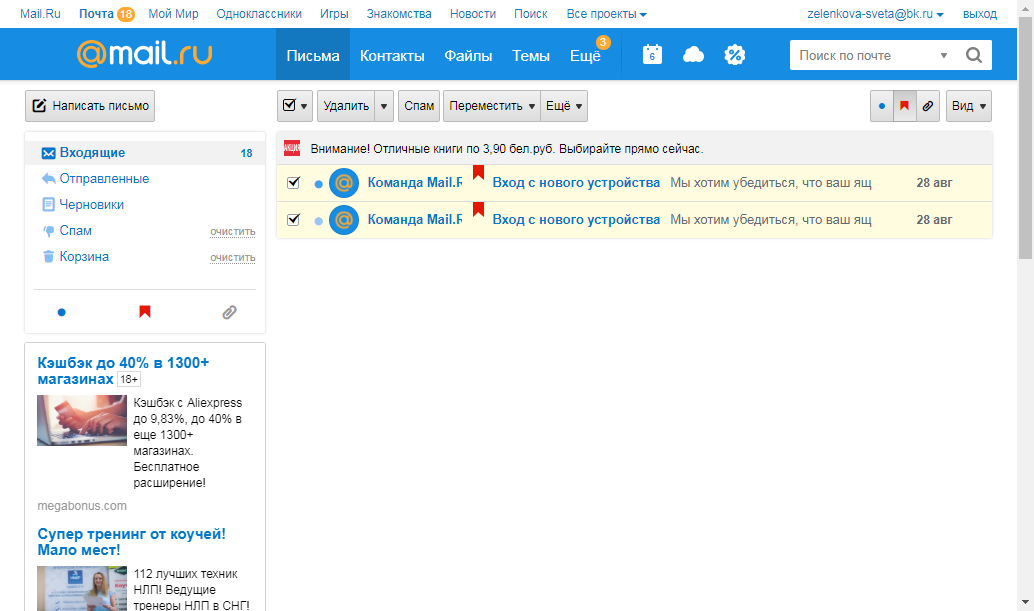 Mail.Ru Почта 18 Мой Мир Одноклассники Игры Знакомства Новости Поиск Все проекты zelenkova-sveta@bk.ru выход
@mail.ru Письма Контакты Файлы Темы Ещё 3 6 % Поиск по почте
Написать письмо Удалить Спам Переместить Ещё Вид
Входящие 18
Отправленные
Черновики
Спам очистить
Корзина очистить
АКЦИЯ Внимание! Отличные книги по 3,90 бел.руб. Выбирайте прямо сейчас.
Команда Mail.R Вход с нового устройства Мы хотим убедиться, что ваш ящ 28 авг
Команда Mail.R Вход с нового устройства Мы хотим убедиться, что ваш ящ 28 авг
Кэшбэк до 40% в 1300+
магазинах 18+
Кэшбэк с Aliexpress
до 9,83%, до 40% в
еще 1300+
магазинах.
Бесплатное
расширение!
megabonus.com
Супер тренинг от коучей!
Мало мест!
112 лучших техник
НЛП! Ведущие
тренеры НЛП в СНГ!